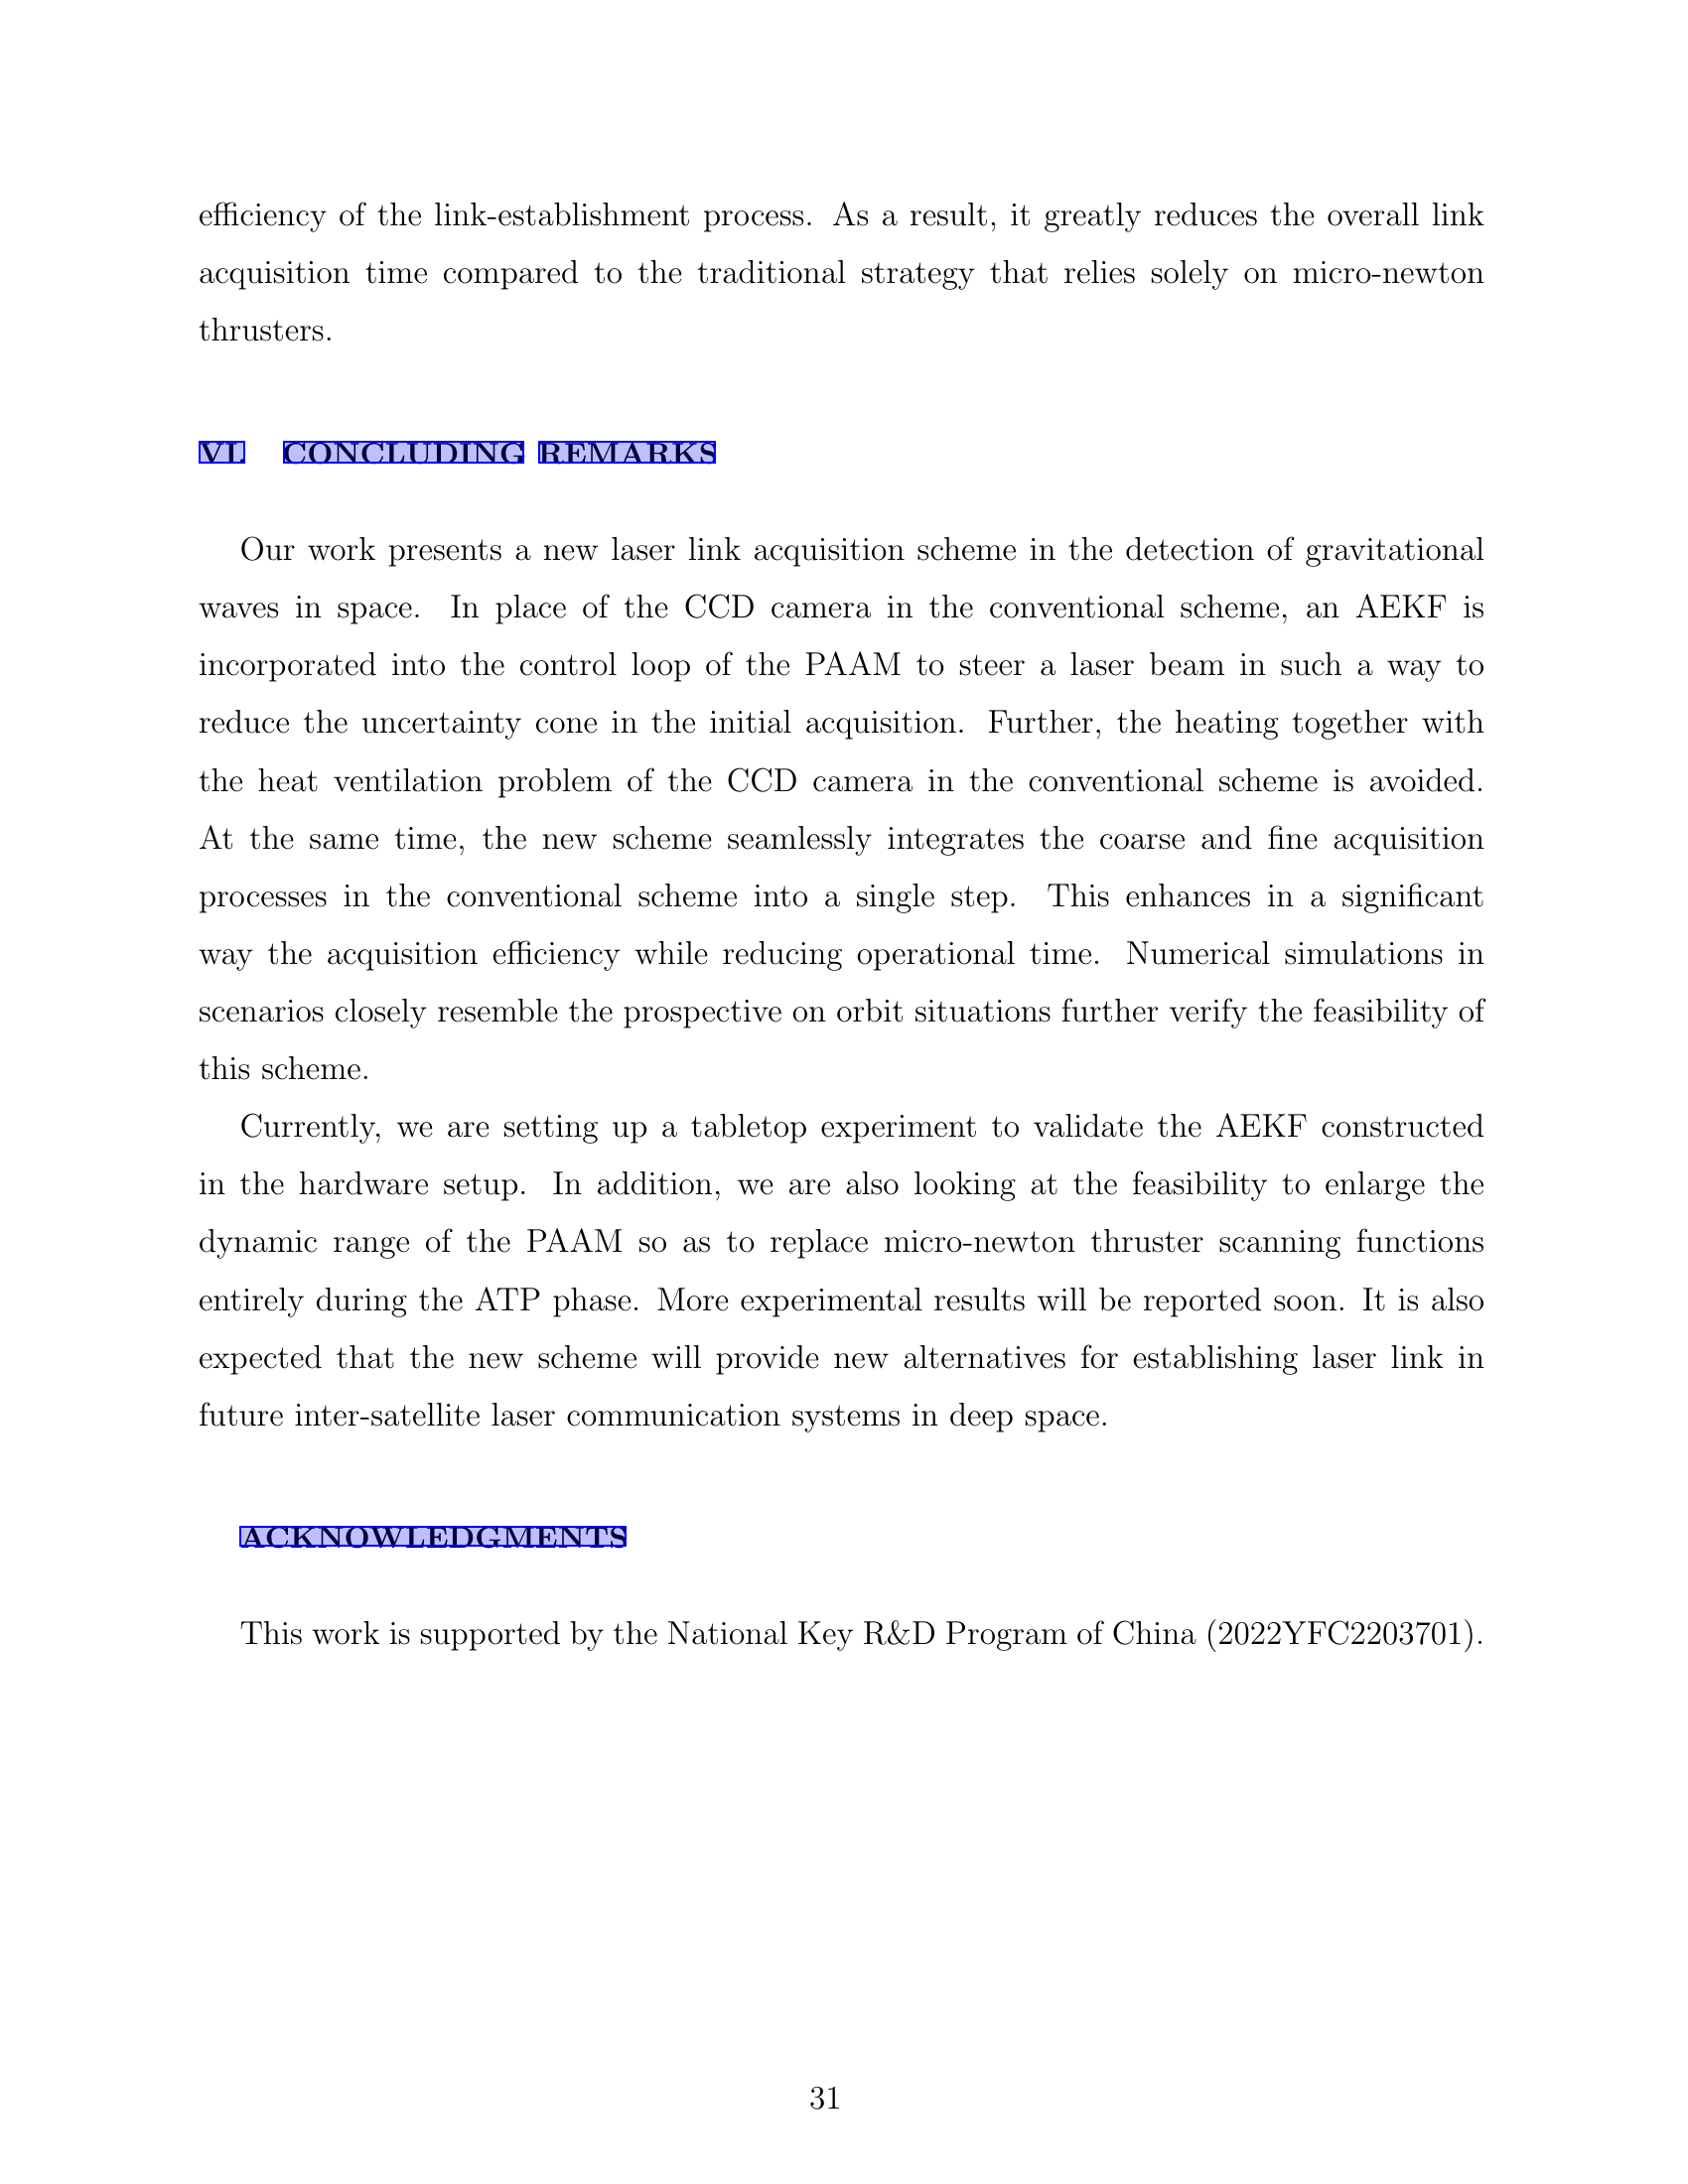 efficiency of the link-establishment process. As a result, it greatly reduces the overall link
acquisition time compared to the traditional strategy that relies solely on micro-newton
thrusters.
VI. CONCLUDING REMARKS
Our work presents a new laser link acquisition scheme in the detection of gravitational
waves in space. In place of the CCD camera in the conventional scheme, an AEKF is
incorporated into the control loop of the PAAM to steer a laser beam in such a way to
reduce the uncertainty cone in the initial acquisition. Further, the heating together with
the heat ventilation problem of the CCD camera in the conventional scheme is avoided.
At the same time, the new scheme seamlessly integrates the coarse and fine acquisition
processes in the conventional scheme into a single step. This enhances in a significant
way the acquisition efficiency while reducing operational time. Numerical simulations in
scenarios closely resemble the prospective on orbit situations further verify the feasibility of
this scheme.
Currently, we are setting up a tabletop experiment to validate the AEKF constructed
in the hardware setup. In addition, we are also looking at the feasibility to enlarge the
dynamic range of the PAAM so as to replace micro-newton thruster scanning functions
entirely during the ATP phase. More experimental results will be reported soon. It is also
expected that the new scheme will provide new alternatives for establishing laser link in
future inter-satellite laser communication systems in deep space.
ACKNOWLEDGMENTS
This work is supported by the National Key R&D Program of China (2022YFC2203701).
31